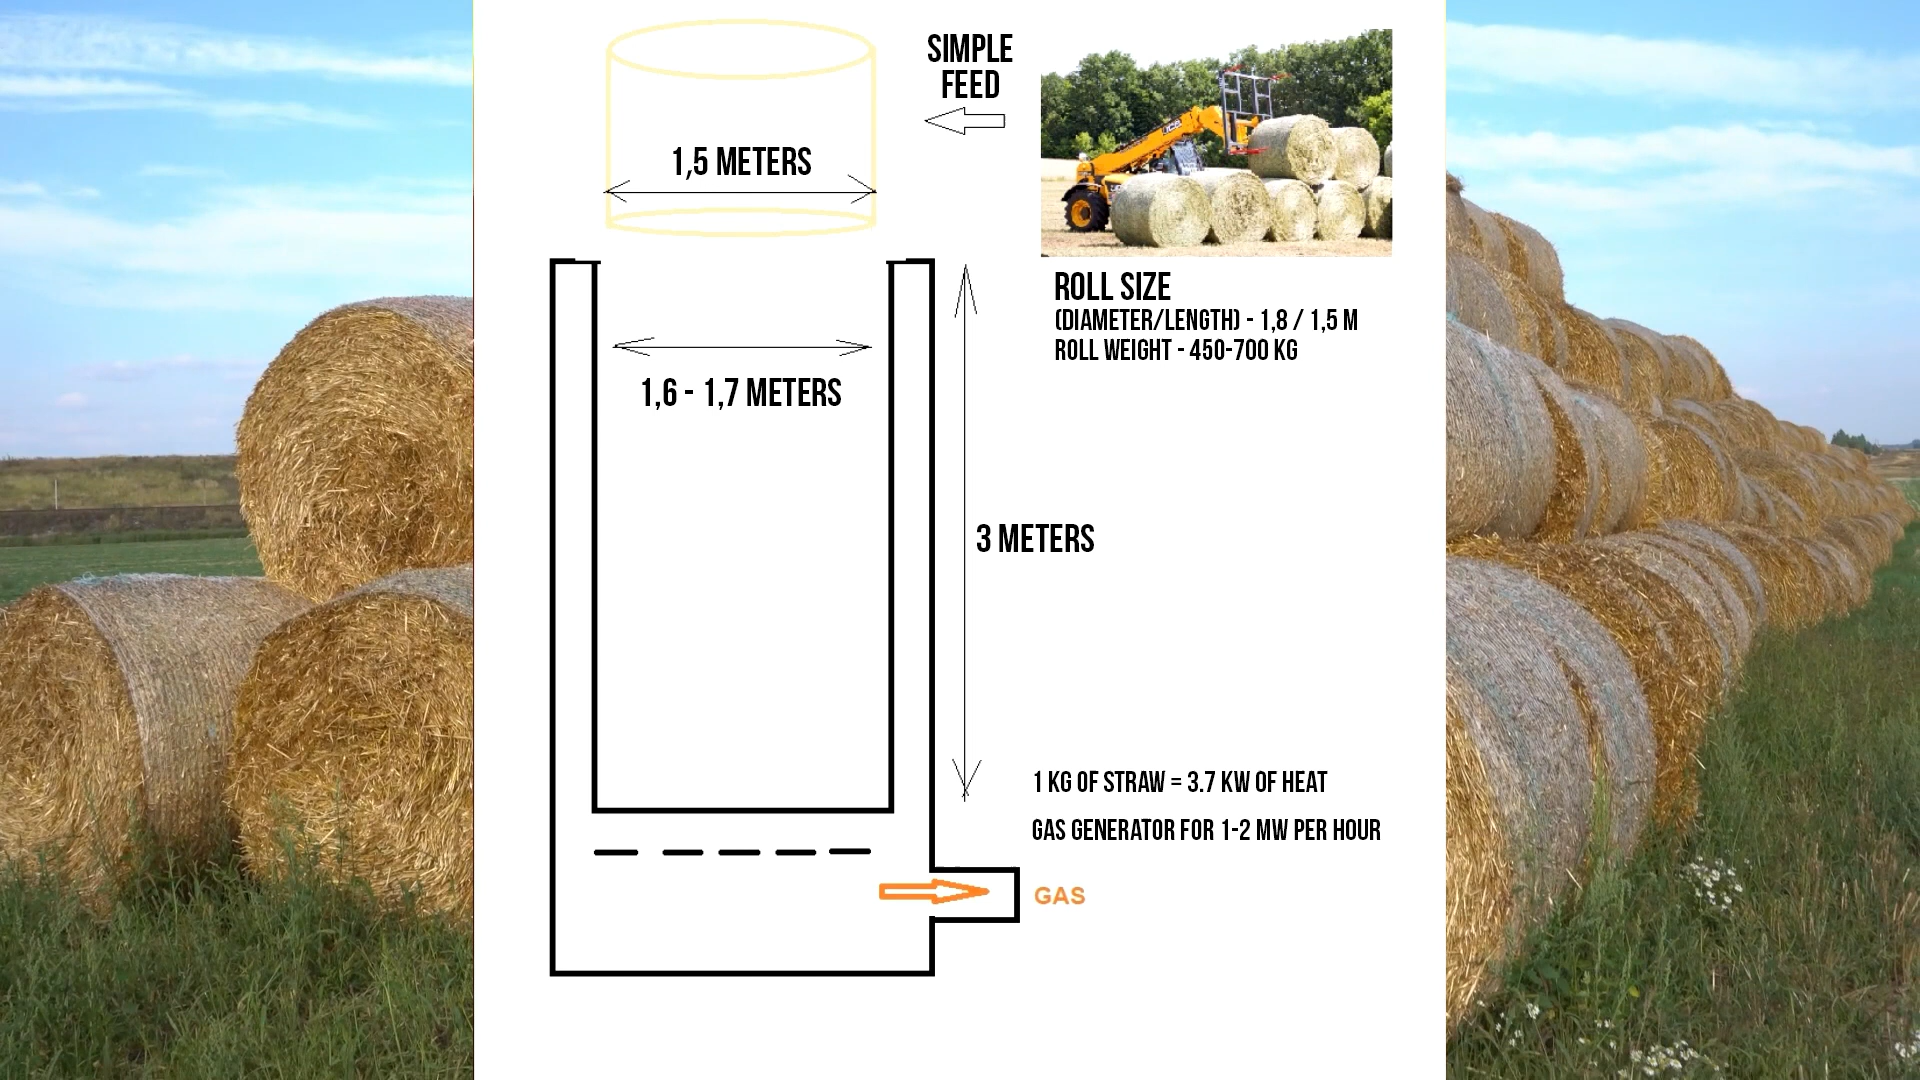 SIMPLE
FEED
1,5 METERS
JCB
ROLL SIZE
(DIAMETER/LENGTH) - 1,8 / 1,5 M
ROLL WEIGHT - 450-700 KG
1,6 - 1,7 METERS
3 METERS
1 KG OF STRAW = 3.7 KW OF HEAT
GAS GENERATOR FOR 1-2 MW PER HOUR
GAS